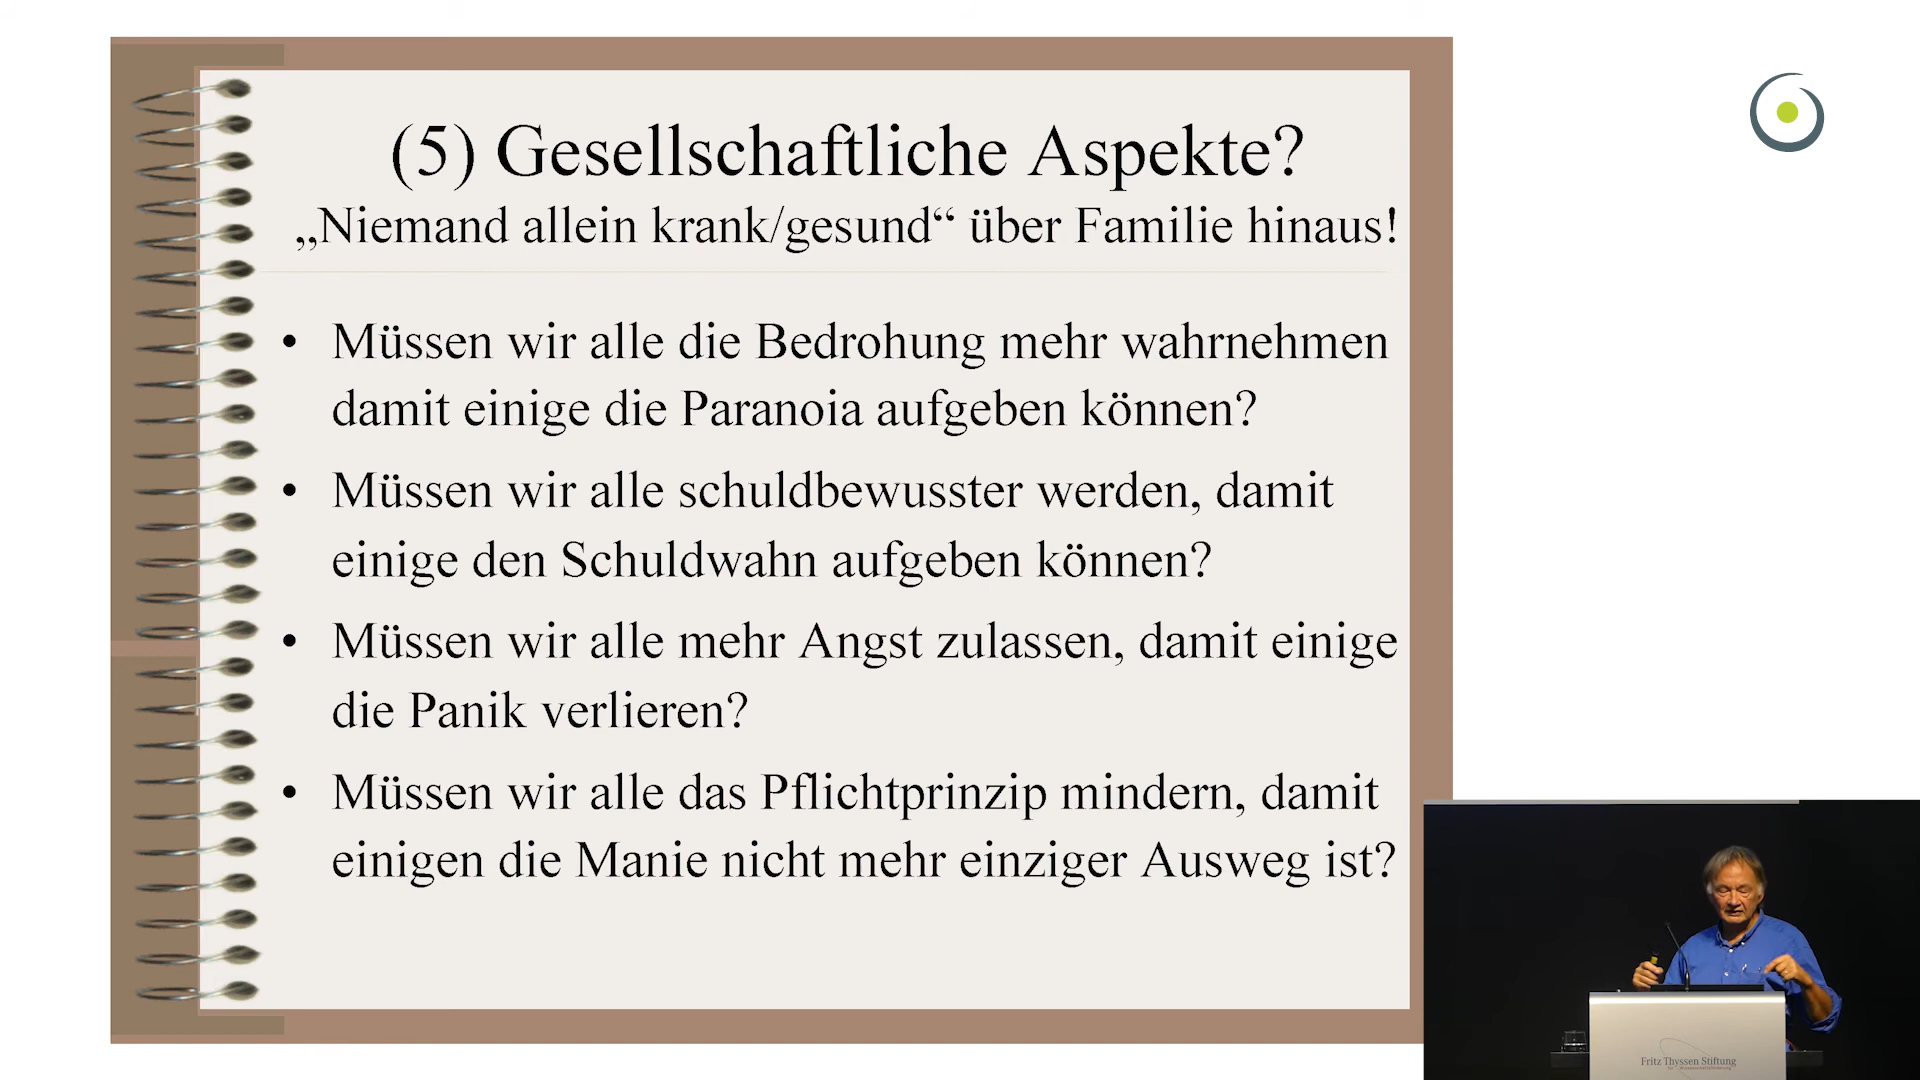 (5) Gesellschaftliche Aspekte?
„Niemand allein krank/gesund“ über Familie hinaus!
• Müssen wir alle die Bedrohung mehr wahrnehmen
damit einige die Paranoia aufgeben können?
• Müssen wir alle schuldbewusster werden, damit
einige den Schuldwahn aufgeben können?
• Müssen wir alle mehr Angst zulassen, damit einige
die Panik verlieren?
• Müssen wir alle das Pflichtprinzip mindern, damit
einigen die Manie nicht mehr einziger Ausweg ist?
Fritz Thyssen Stiftung